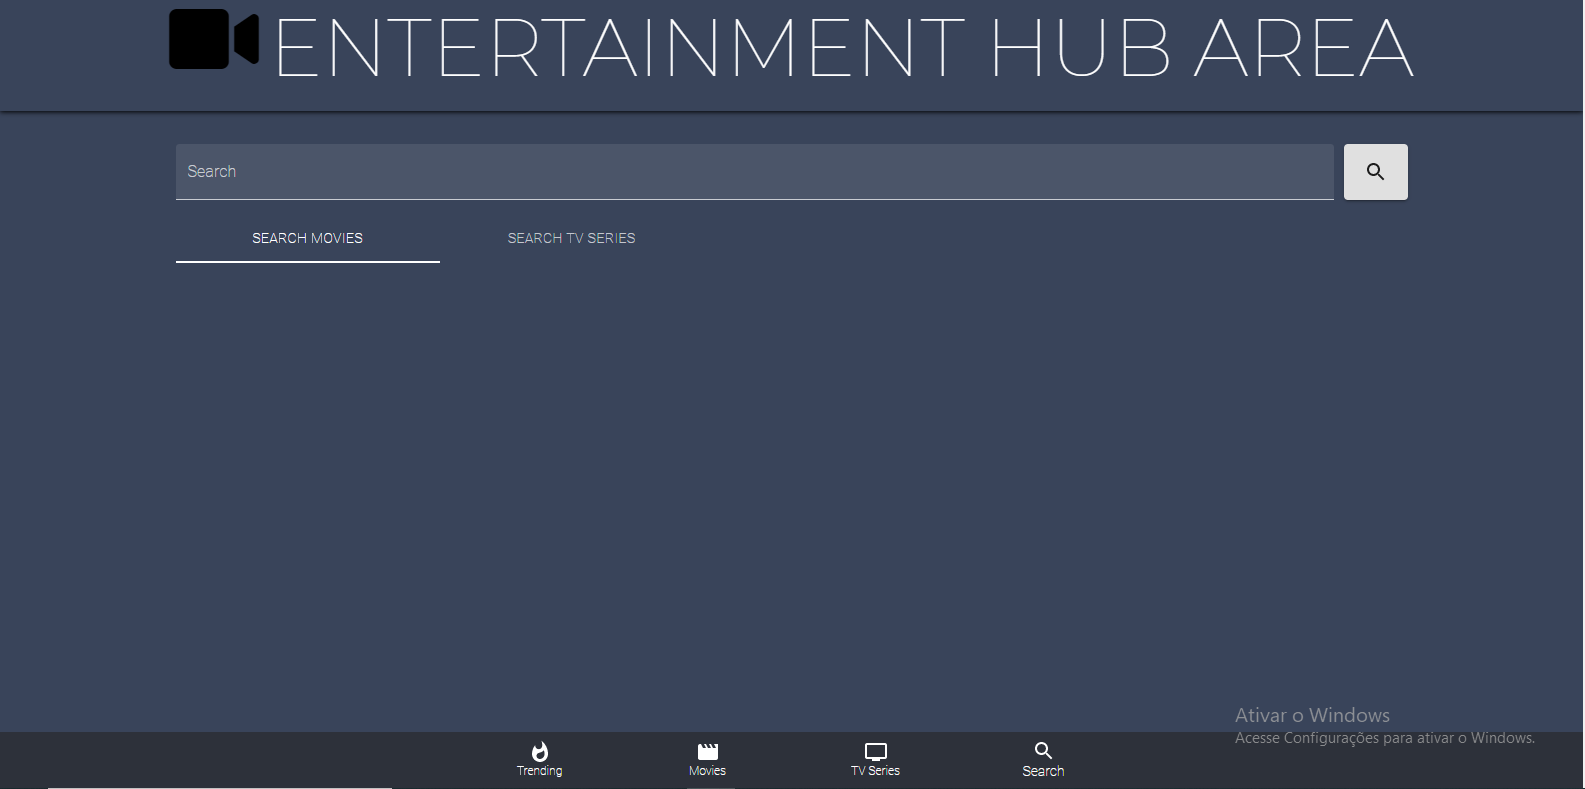 ENTERTAINMENT HUB AREA
Search
SEARCH MOVIES SEARCH TV SERIES
Ativar o Windows
Acesse Configurações para ativar o Windows.
Trending Movies TV Series Search